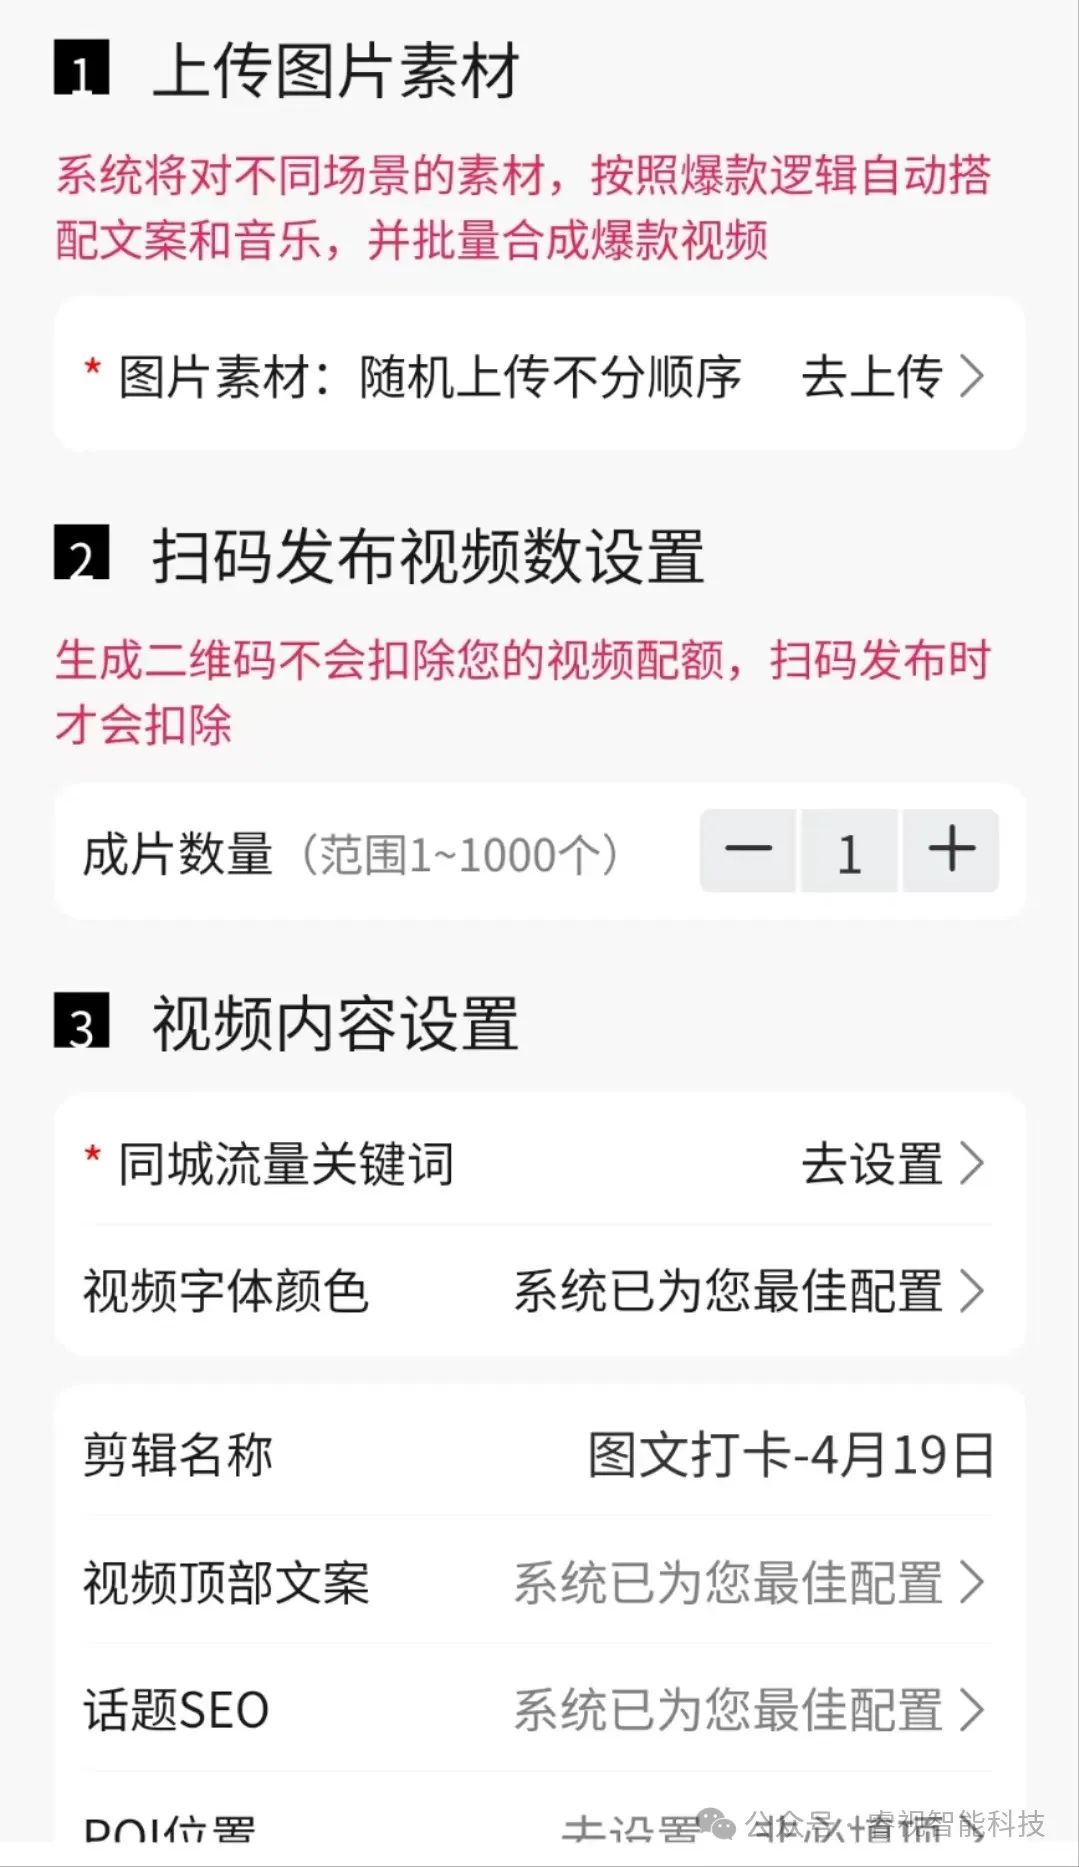 1 上传图片素材
系统将对不同场景的素材，按照爆款逻辑自动搭
配文案和音乐，并批量合成爆款视频
* 图片素材：随机上传不分顺序 去上传 >
2 扫码发布视频数设置
生成二维码不会扣除您的视频配额，扫码发布时
才会扣除
成片数量（范围1~1000个） — 1 +
3 视频内容设置
* 同城流量关键词 去设置 >
视频字体颜色 系统已为您最佳配置 >
剪辑名称 图文打卡-4月19日
视频顶部文案 系统已为您最佳配置 >
话题SEO 系统已为您最佳配置 >
POI位置 去设置
公众号 · 睿视智能科技